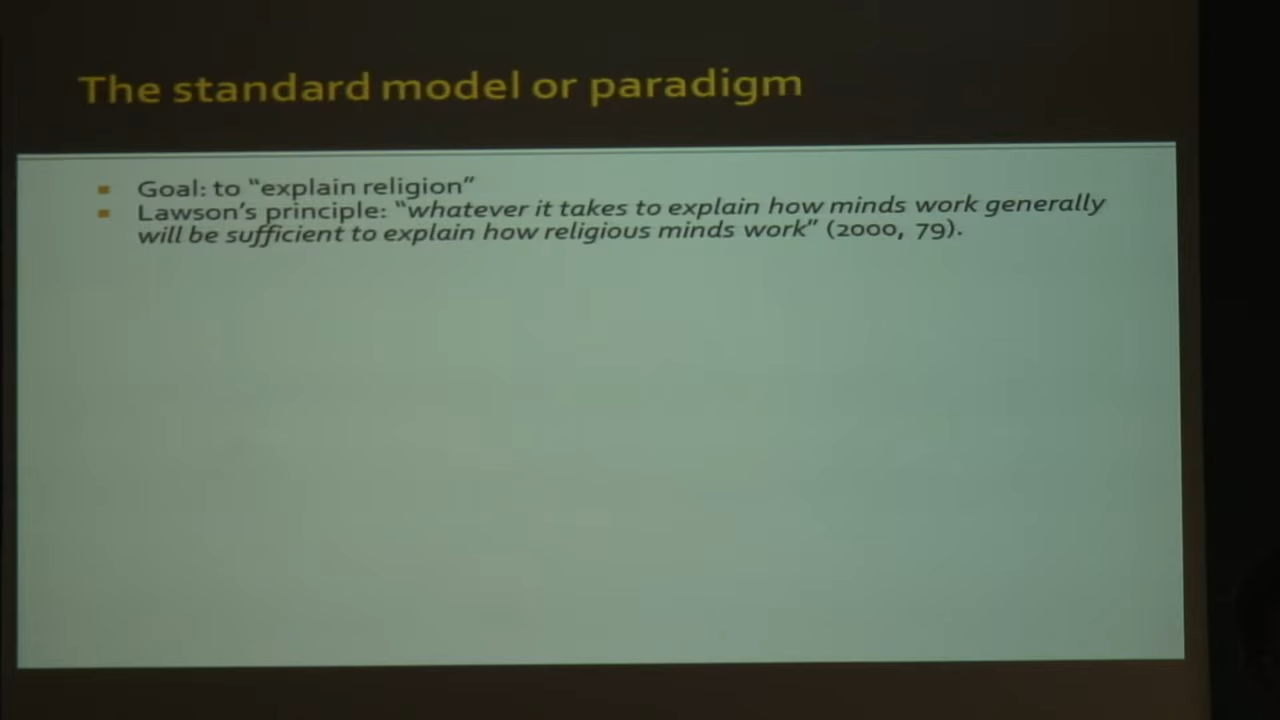 The standard model or paradigm
Goal: to “explain religion”
Lawson’s principle: “whatever it takes to explain how minds work generally
will be sufficient to explain how religious minds work” (2000, 79).